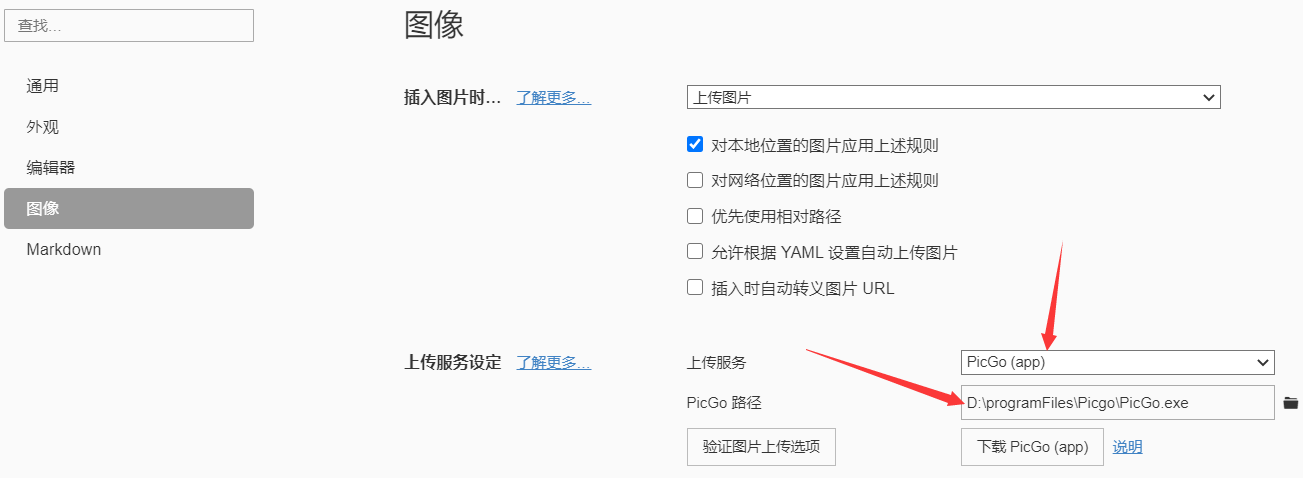 查找...
通用
外观
编辑器
图像
Markdown
图像
插入图片时... 了解更多... 上传图片
对本地位置的图片应用上述规则
对网络位置的图片应用上述规则
优先使用相对路径
允许根据 YAML 设置自动上传图片
插入时自动转义图片 URL
上传服务设定 了解更多... 上传服务 PicGo (app)
PicGo 路径 D:\programFiles\Picgo\PicGo.exe
验证图片上传选项 下载 PicGo (app) 说明